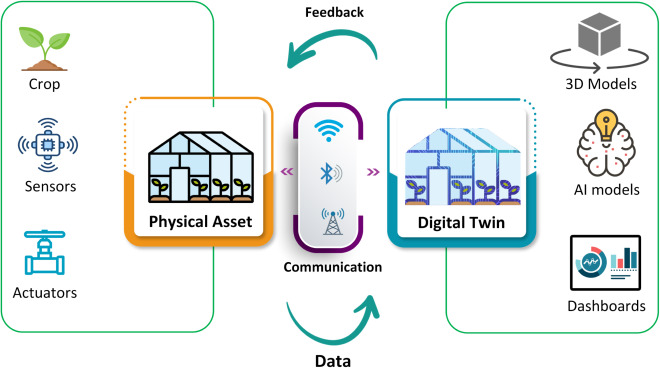 Feedback
Crop
3D Models
Sensors
AI models
Physical Asset
Digital Twin
Communication
Actuators
Dashboards
Data